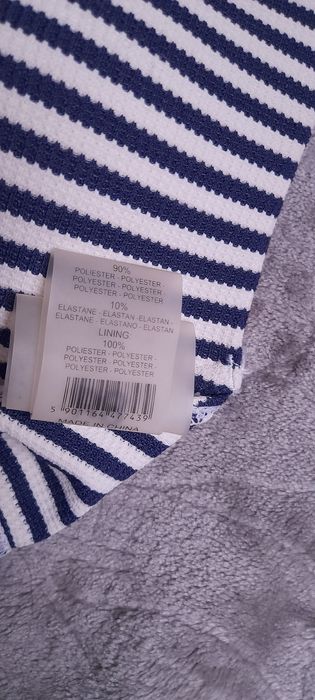 90%
POLIESTER - POLYESTER -
POLYESTER - POLYESTER -
POLYESTER - POLYESTER
10%
ELASTANE - ELASTAN - ELASTAN -
ELASTANE - ELASTANO - ELASTAN
LINING
100%
POLIESTER - POLYESTER -
POLYESTER - POLYESTER -
POLYESTER - POLYESTER
5 901164 477439
MADE IN CHINA